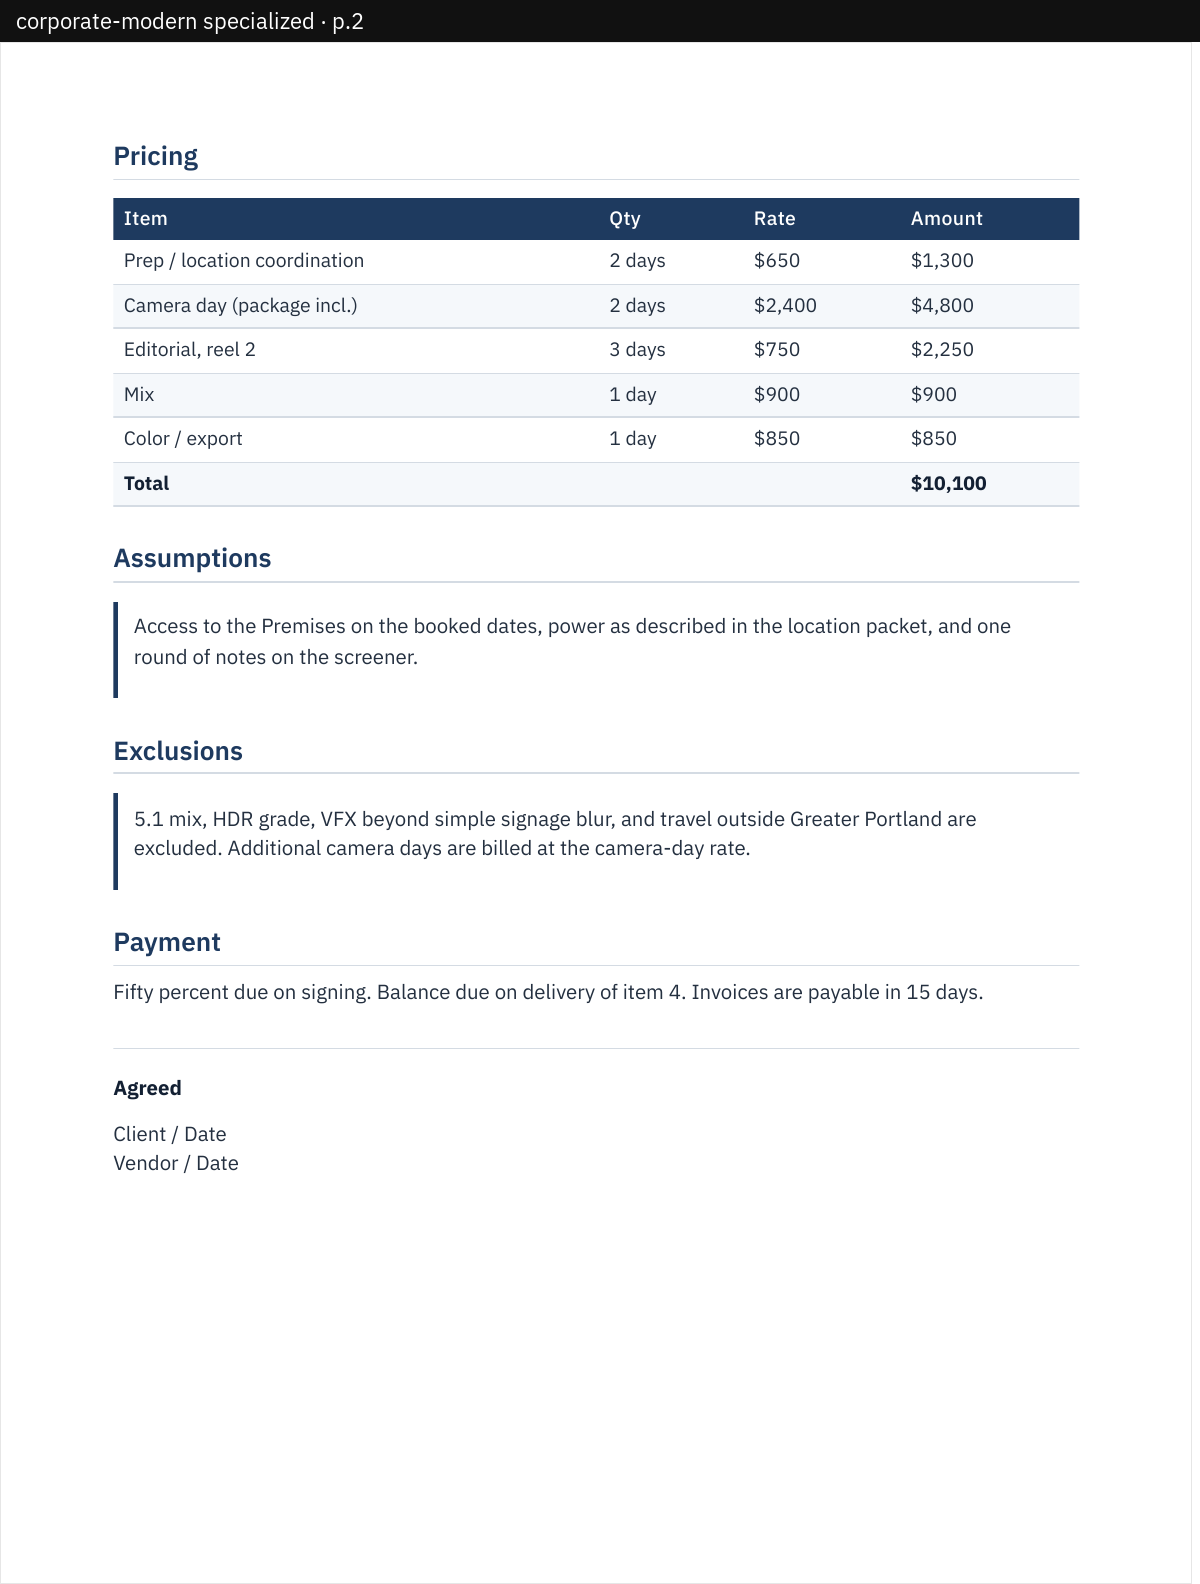 corporate-modern specialized · p.2
Pricing
Item Qty Rate Amount
Prep / location coordination 2 days $650 $1,300
Camera day (package incl.) 2 days $2,400 $4,800
Editorial, reel 2 3 days $750 $2,250
Mix 1 day $900 $900
Color / export 1 day $850 $850
Total $10,100
Assumptions
Access to the Premises on the booked dates, power as described in the location packet, and one
round of notes on the screener.
Exclusions
5.1 mix, HDR grade, VFX beyond simple signage blur, and travel outside Greater Portland are
excluded. Additional camera days are billed at the camera-day rate.
Payment
Fifty percent due on signing. Balance due on delivery of item 4. Invoices are payable in 15 days.
Agreed
Client / Date
Vendor / Date